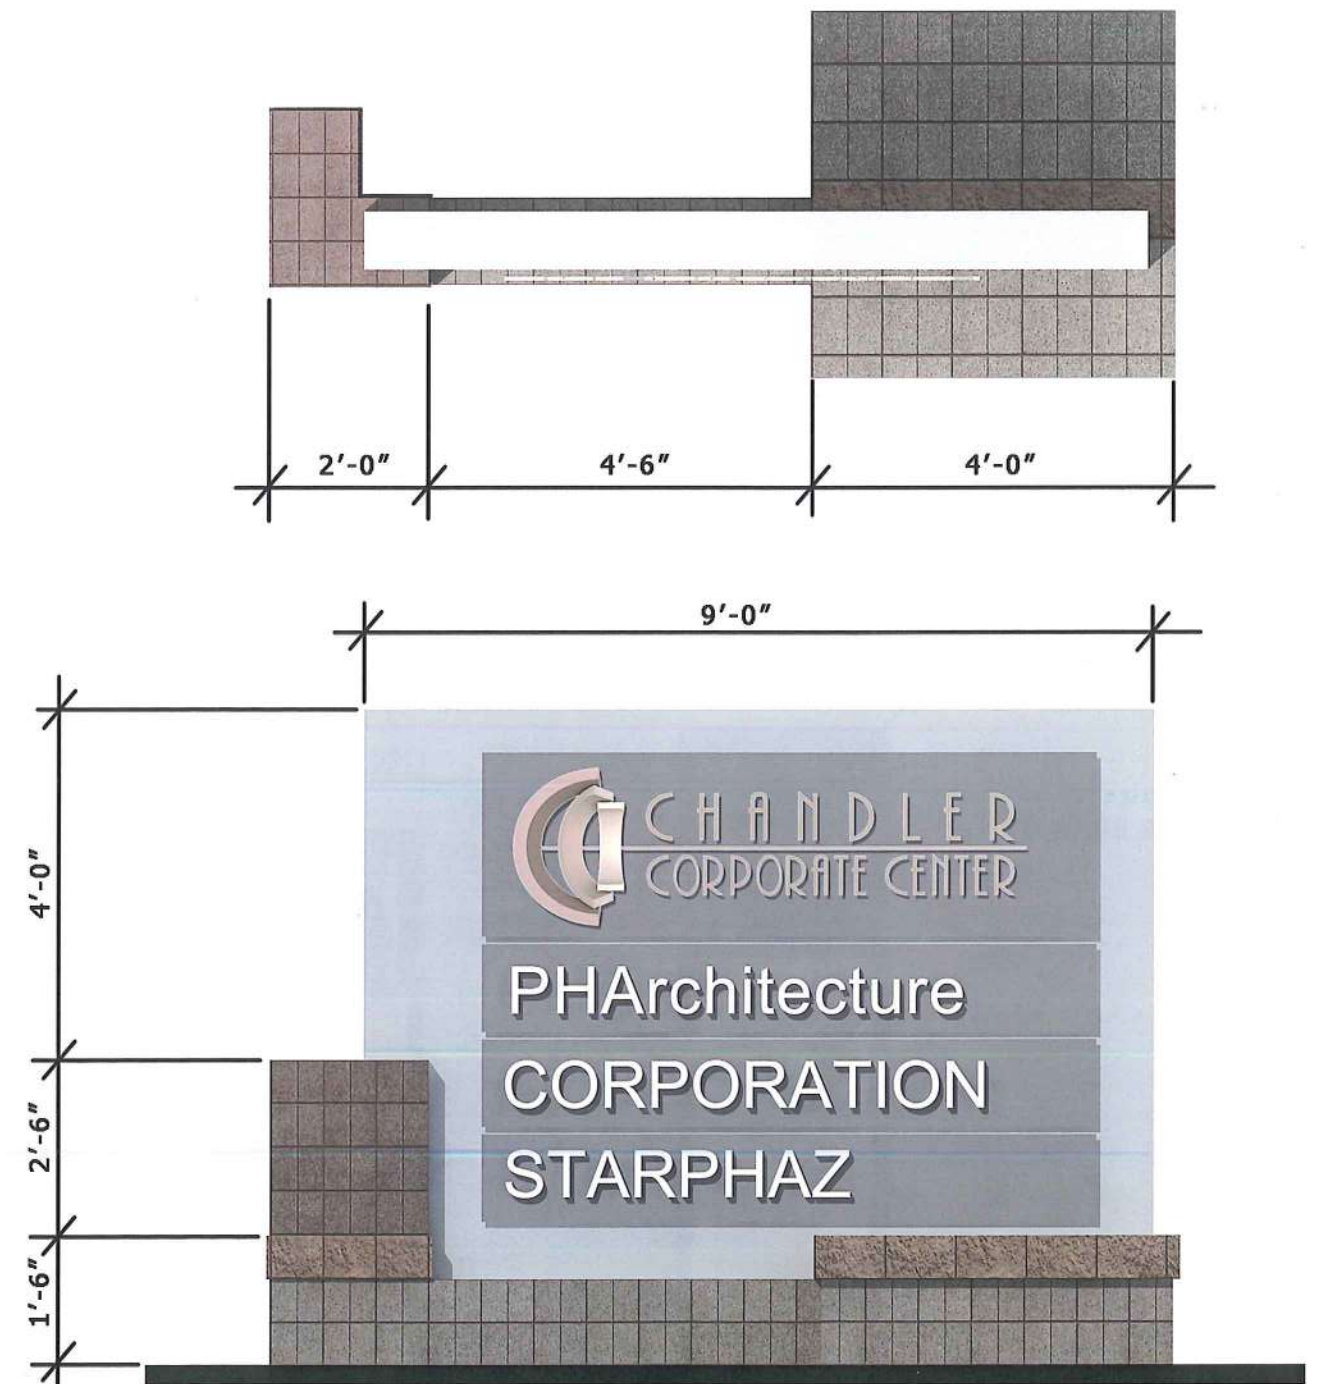 2'-0" 4'-6" 4'-0"
9'-0"
4'-0"
CHANDLER
CORPORATE CENTER
PHArchitecture
CORPORATION
2'-6"
STARPHAZ
1'-6"